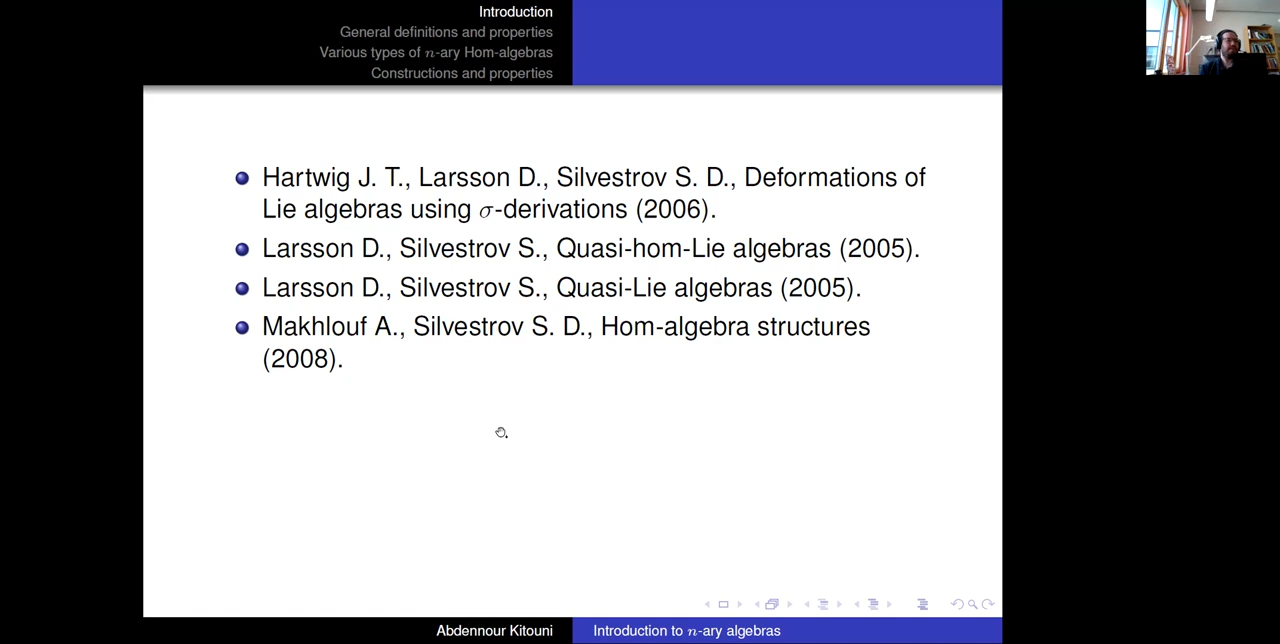 Introduction
General definitions and properties
Various types of n-ary Hom-algebras
Constructions and properties
Hartwig J. T., Larsson D., Silvestrov S. D., Deformations of
Lie algebras using σ-derivations (2006).
Larsson D., Silvestrov S., Quasi-hom-Lie algebras (2005).
Larsson D., Silvestrov S., Quasi-Lie algebras (2005).
Makhlouf A., Silvestrov S. D., Hom-algebra structures
(2008).
Abdennour Kitouni
Introduction to n-ary algebras